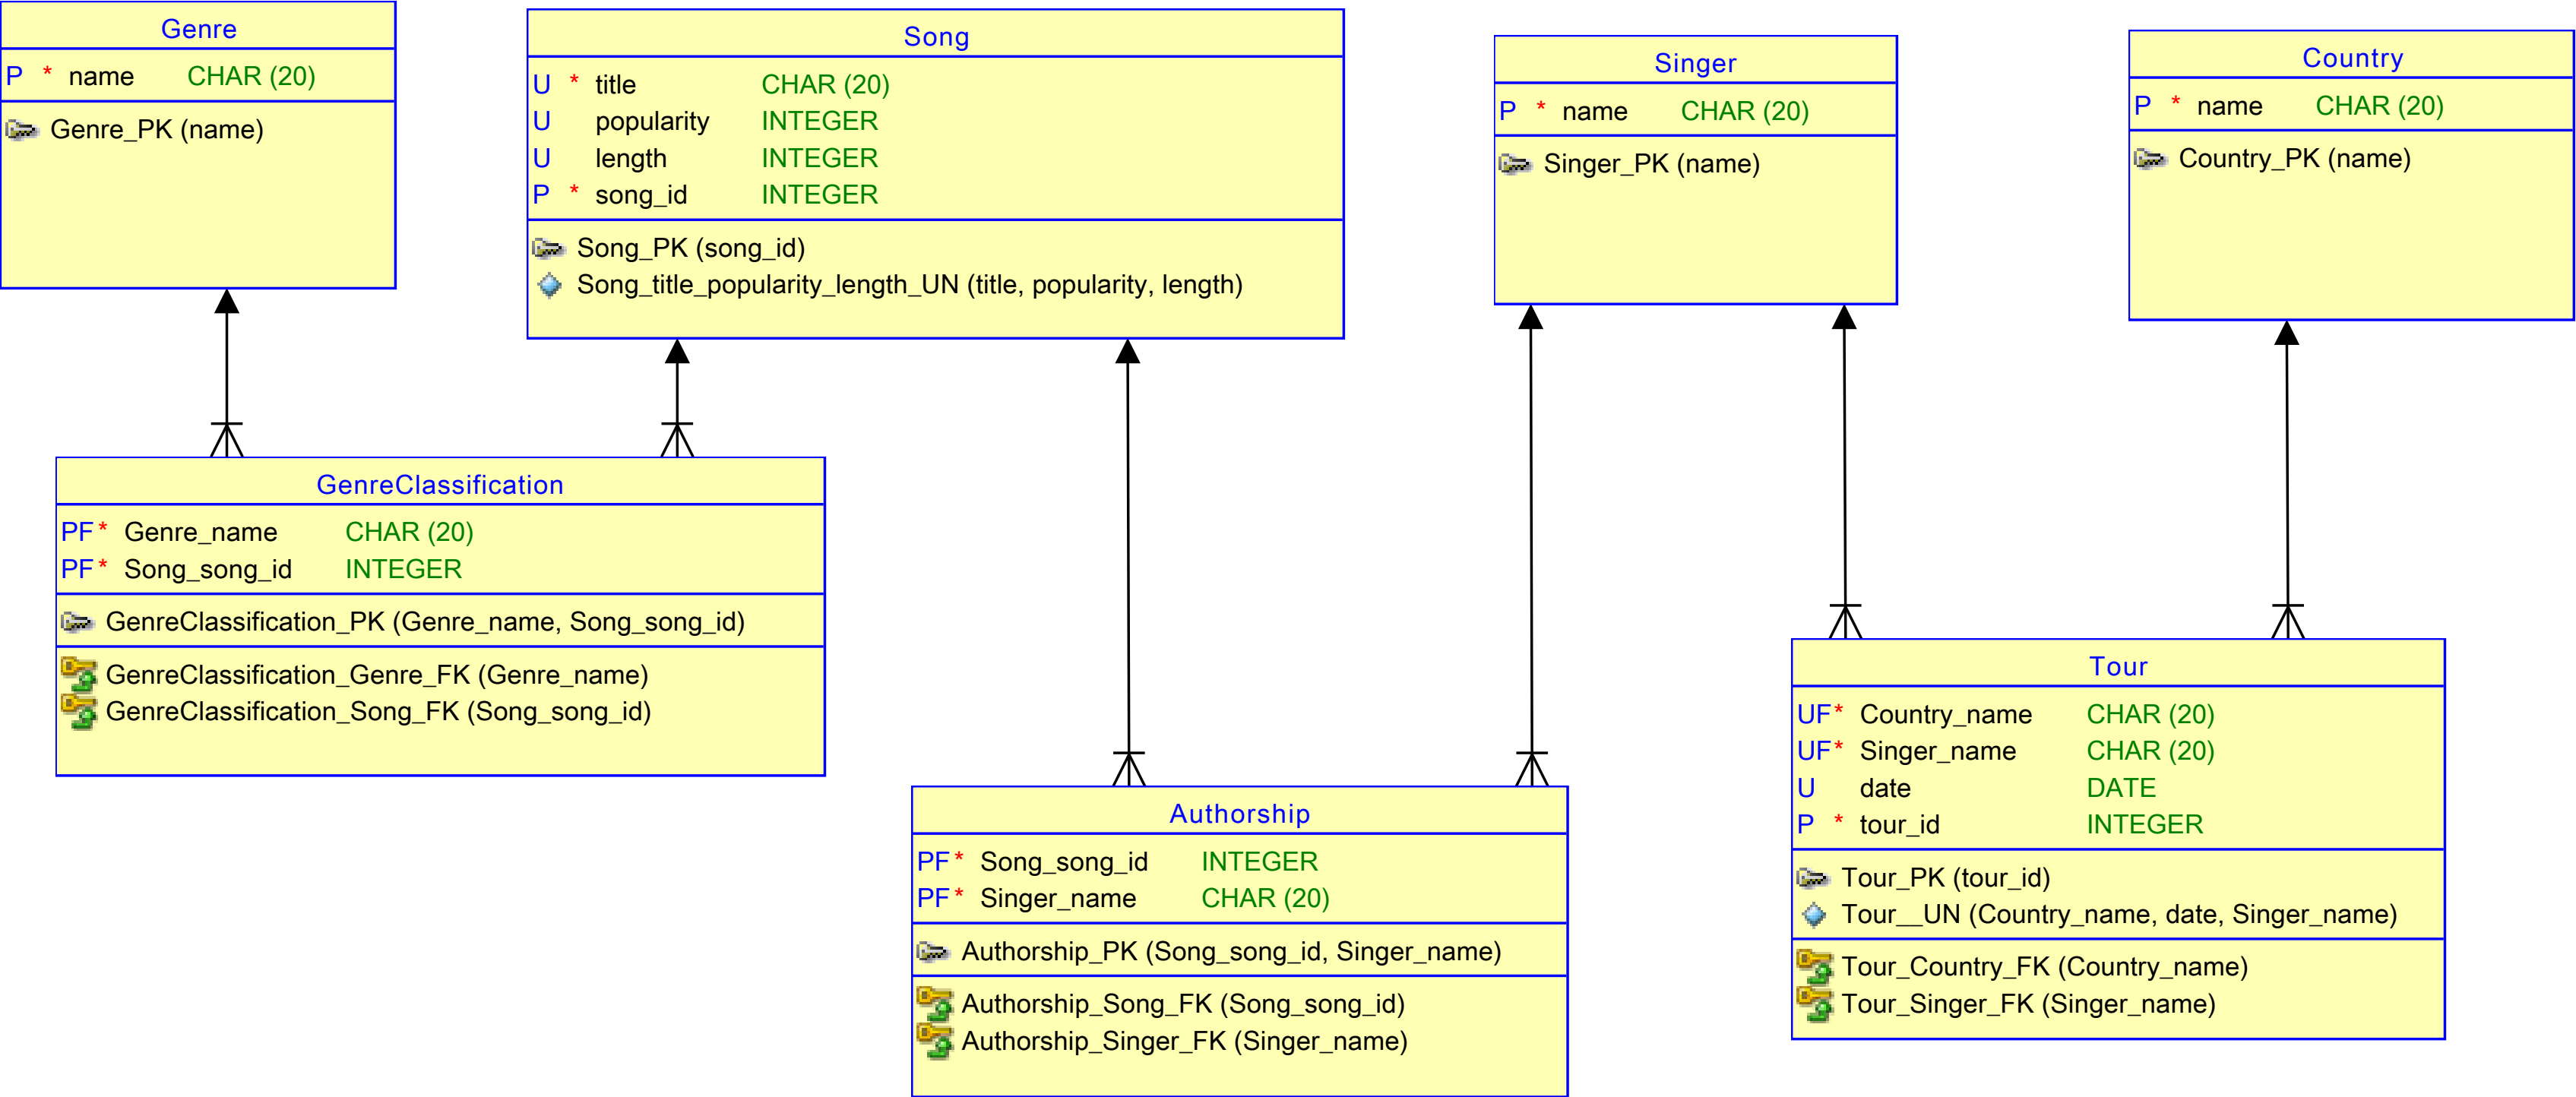 Genre
P * name CHAR (20)
Genre_PK (name)
Song
U * title CHAR (20)
U popularity INTEGER
U length INTEGER
P * song_id INTEGER
Song_PK (song_id)
Song_title_popularity_length_UN (title, popularity, length)
Singer
P * name CHAR (20)
Singer_PK (name)
Country
P * name CHAR (20)
Country_PK (name)
GenreClassification
PF * Genre_name CHAR (20)
PF * Song_song_id INTEGER
GenreClassification_PK (Genre_name, Song_song_id)
GenreClassification_Genre_FK (Genre_name)
GenreClassification_Song_FK (Song_song_id)
Authorship
PF * Song_song_id INTEGER
PF * Singer_name CHAR (20)
Authorship_PK (Song_song_id, Singer_name)
Authorship_Song_FK (Song_song_id)
Authorship_Singer_FK (Singer_name)
Tour
UF * Country_name CHAR (20)
UF * Singer_name CHAR (20)
U date DATE
P * tour_id INTEGER
Tour_PK (tour_id)
Tour__UN (Country_name, date, Singer_name)
Tour_Country_FK (Country_name)
Tour_Singer_FK (Singer_name)